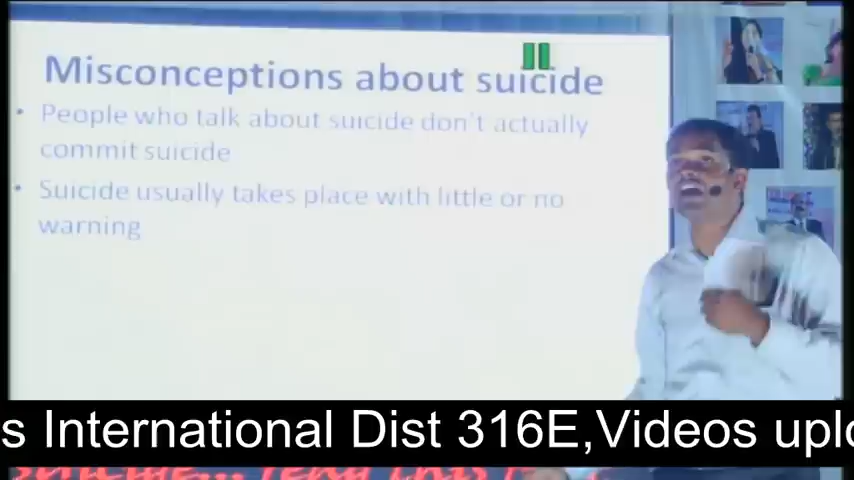 Misconceptions about suicide
• People who talk about suicide don't actually
commit suicide
• Suicide usually takes place with little or no
warning
s International Dist 316E,Videos uplo